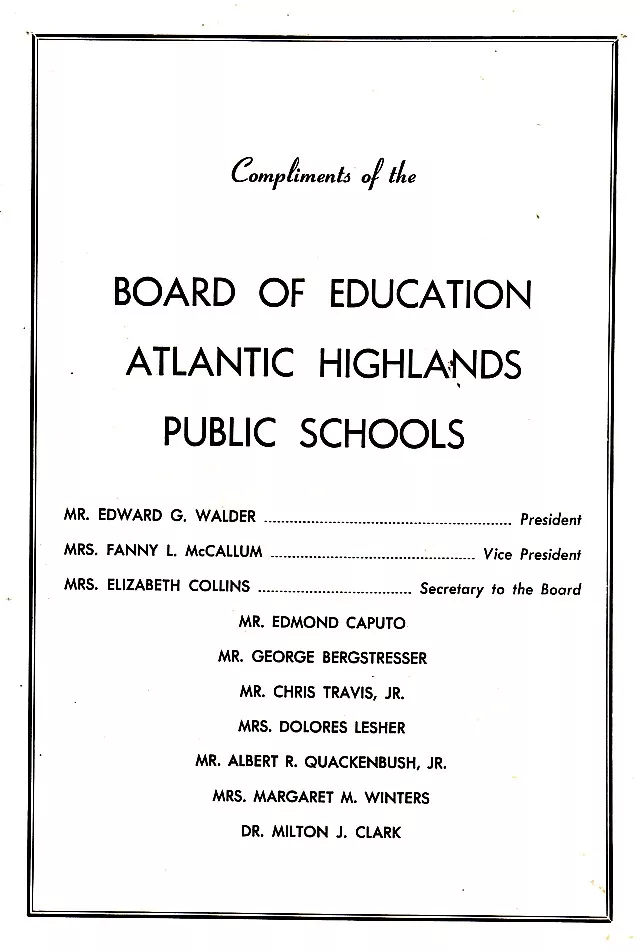 Compliments of the
BOARD OF EDUCATION
ATLANTIC HIGHLANDS
PUBLIC SCHOOLS
MR. EDWARD G. WALDER ........................................................ President
MRS. FANNY L. McCALLUM .............................................. Vice President
MRS. ELIZABETH COLLINS ................................... Secretary to the Board
MR. EDMOND CAPUTO
MR. GEORGE BERGSTRESSER
MR. CHRIS TRAVIS, JR.
MRS. DOLORES LESHER
MR. ALBERT R. QUACKENBUSH, JR.
MRS. MARGARET M. WINTERS
DR. MILTON J. CLARK